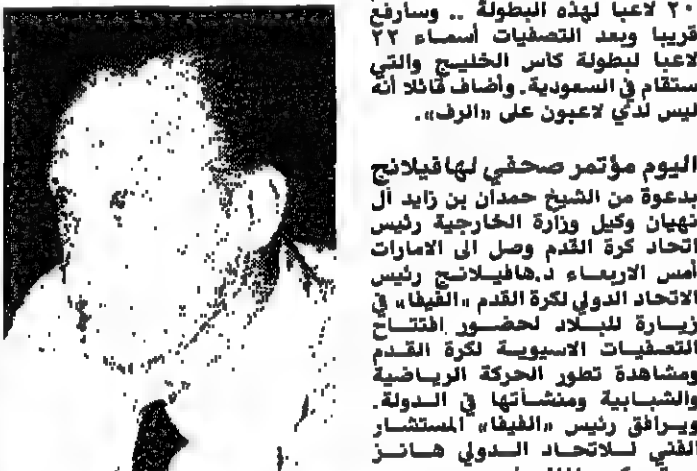 ٢٠ لاعبا لهذه البطولة .. وسأرفع
قريبا وبعد التصفيات أسماء ٢٢
لاعبا لبطولة كأس الخليج والتي
ستقام في السعودية. وأضاف قائلا أنه
ليس لدي لاعبون على «الرف».
اليوم مؤتمر صحفي لهافيلانج
بدعوة من الشيخ حمدان بن زايد آل
نهيان وكيل وزارة الخارجية رئيس
اتحاد كرة القدم وصل الى الامارات
أمس الاربعاء د.هافيلانج رئيس
الاتحاد الدولي لكرة القدم «الفيفا» في
زيارة للبلاد لحضور افتتاح
التصفيات الاسيوية لكرة القدم
ومشاهدة تطور الحركة الرياضية
والشبابية ومنشأتها في الدولة.
ويرافق رئيس «الفيفا» المستشار
الفني للاتحاد الدولي هانز